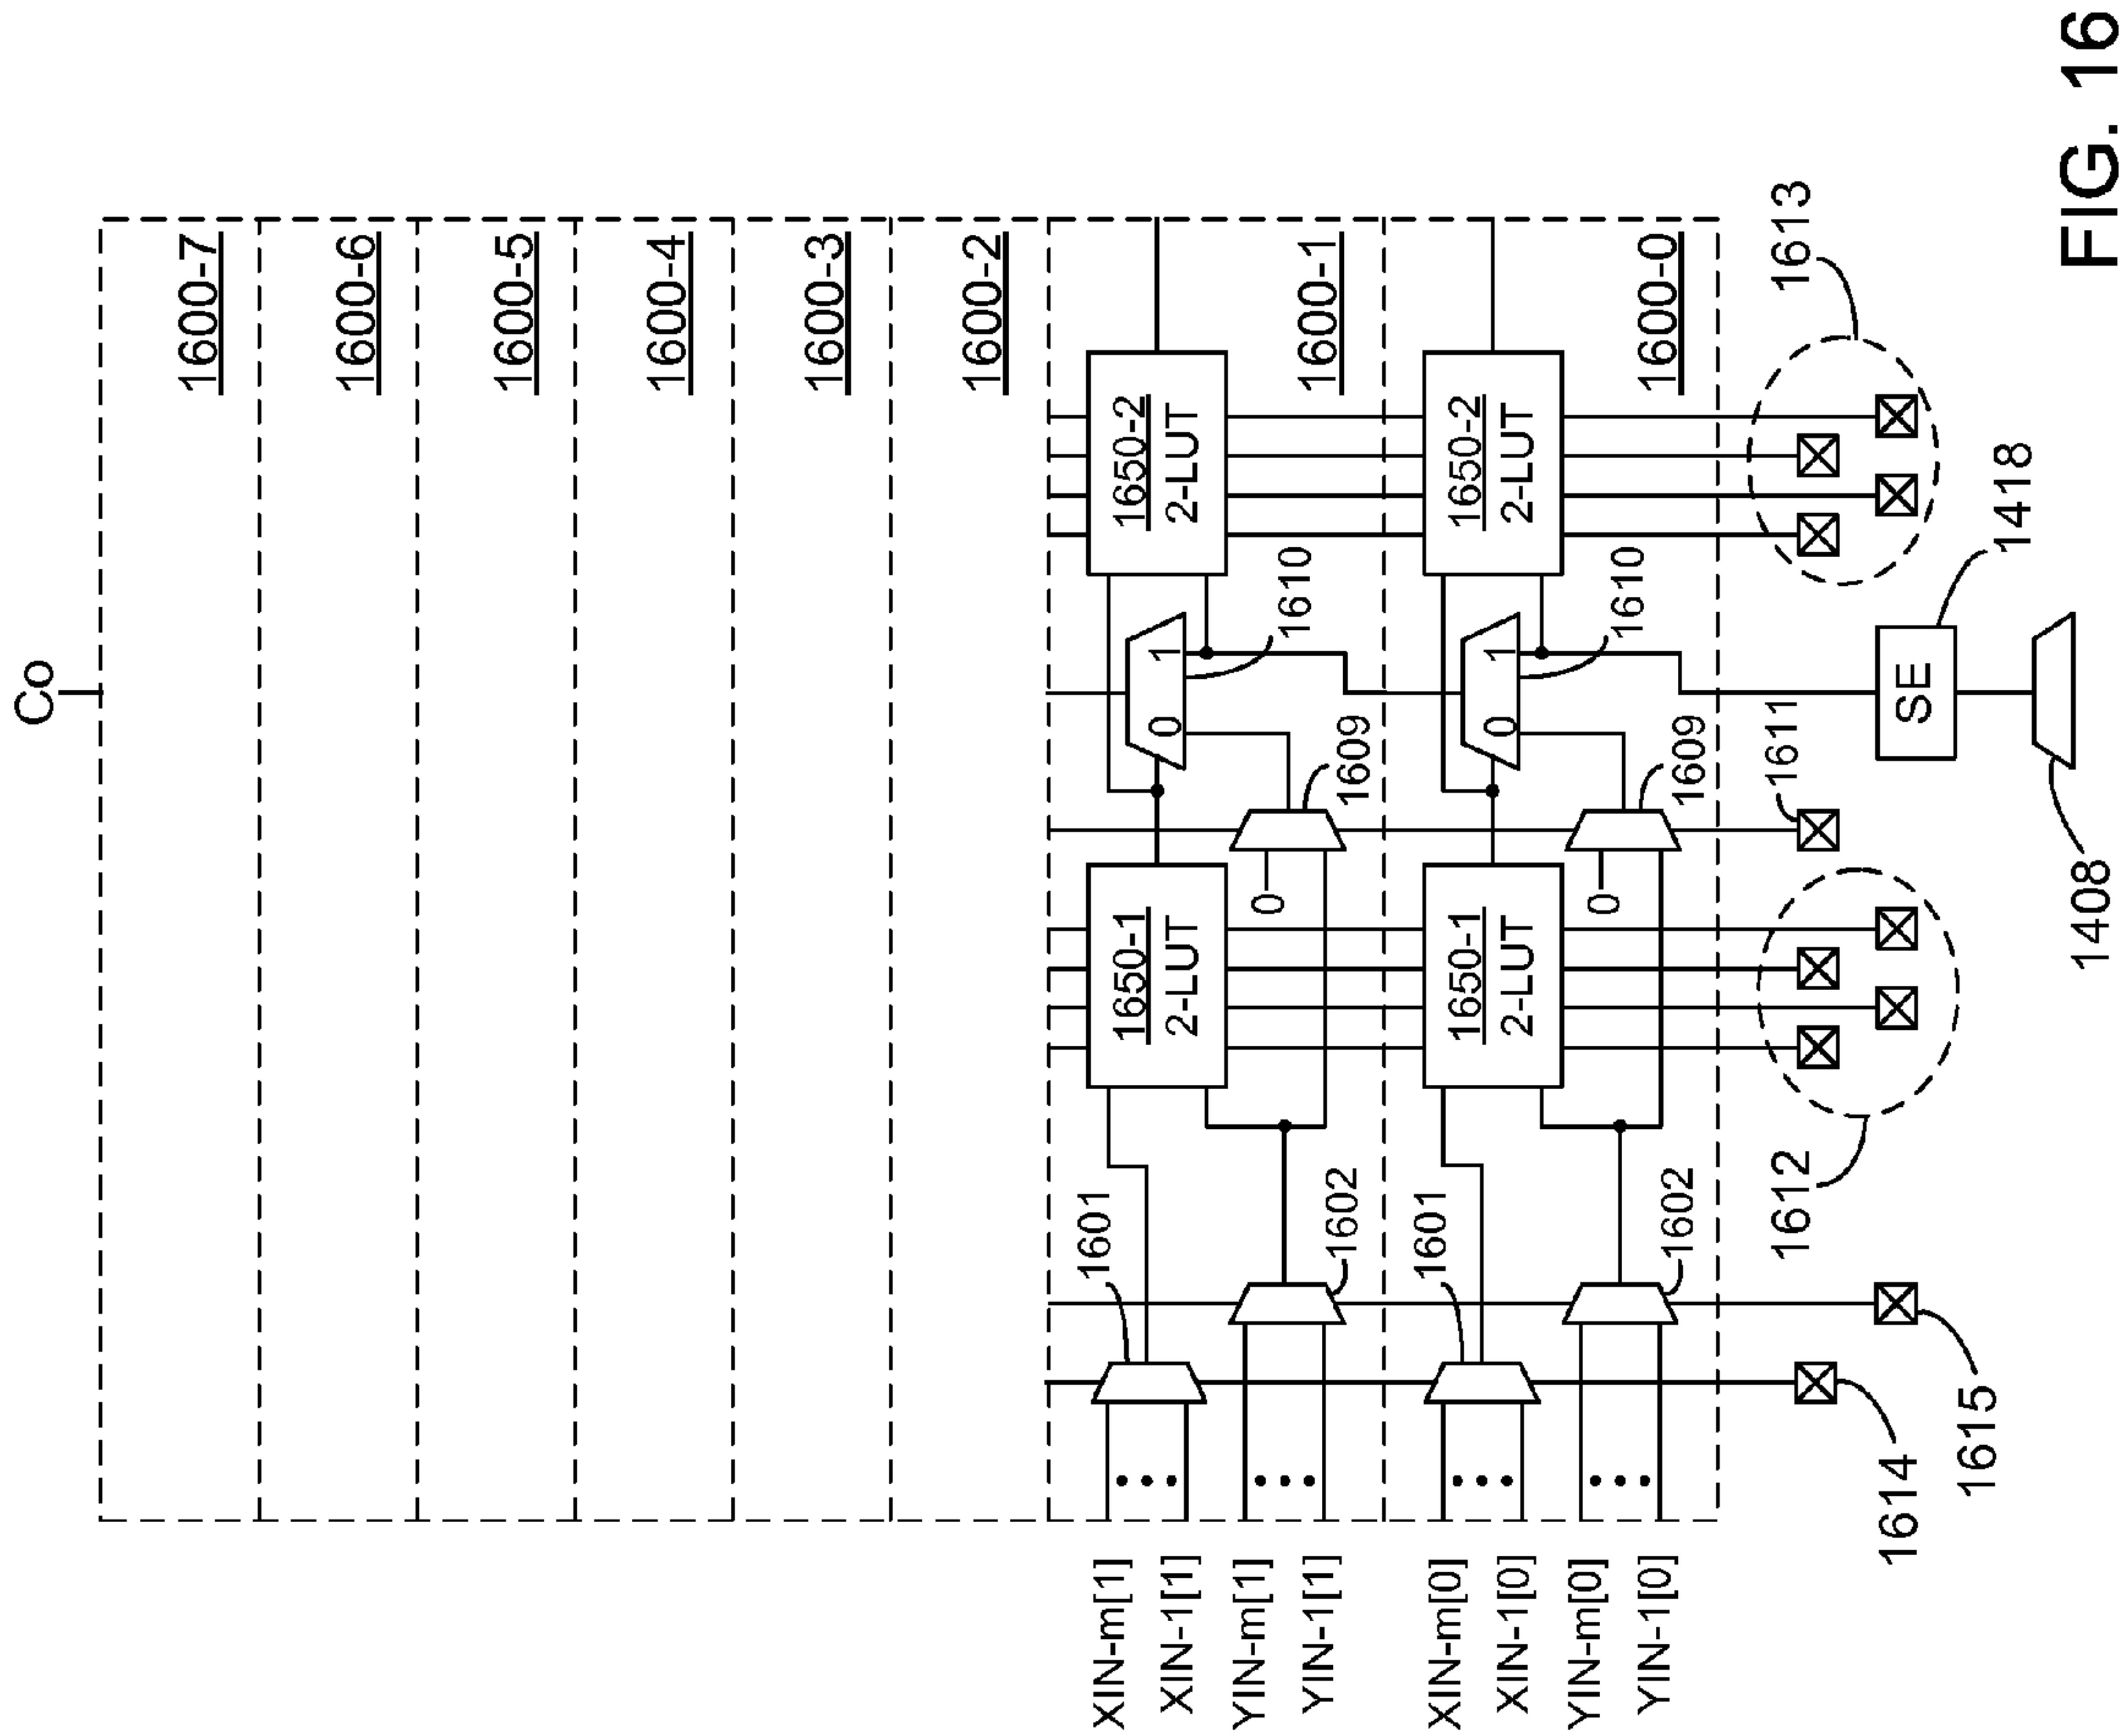 Co
1600-7
1600-6
1600-5
1600-4
1600-3
1600-2
XIN-m[1]
XIN-1[1]
YIN-m[1]
YIN-1[1]
1601
1602
1650-1
2-LUT
0
1609
0 1
1610
1650-2
2-LUT
1600-1
XIN-m[0]
XIN-1[0]
YIN-m[0]
YIN-1[0]
1601
1602
1650-1
2-LUT
0
1609
0 1
1610
1650-2
2-LUT
1600-0
1614
1615
1612
1611
1408
SE
1418
1613
FIG. 16